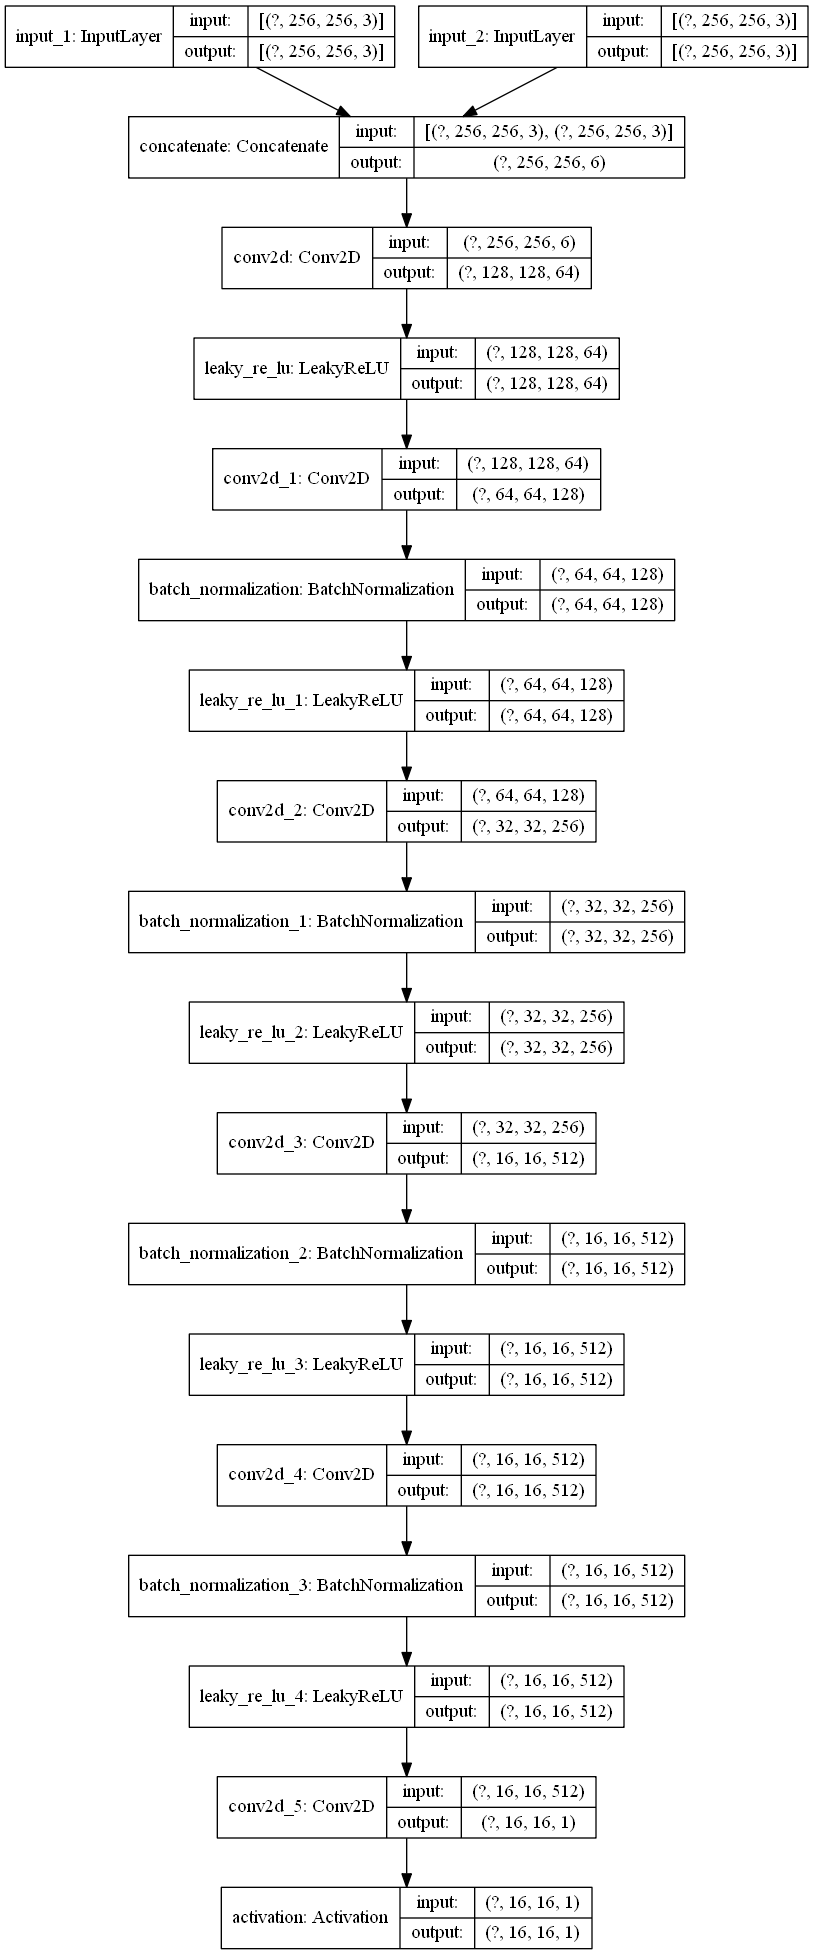 input_1: InputLayer input: [(?, 256, 256, 3)] output: [(?, 256, 256, 3)]
input_2: InputLayer input: [(?, 256, 256, 3)] output: [(?, 256, 256, 3)]
concatenate: Concatenate input: [(?, 256, 256, 3), (?, 256, 256, 3)] output: (?, 256, 256, 6)
conv2d: Conv2D input: (?, 256, 256, 6) output: (?, 128, 128, 64)
leaky_re_lu: LeakyReLU input: (?, 128, 128, 64) output: (?, 128, 128, 64)
conv2d_1: Conv2D input: (?, 128, 128, 64) output: (?, 64, 64, 128)
batch_normalization: BatchNormalization input: (?, 64, 64, 128) output: (?, 64, 64, 128)
leaky_re_lu_1: LeakyReLU input: (?, 64, 64, 128) output: (?, 64, 64, 128)
conv2d_2: Conv2D input: (?, 64, 64, 128) output: (?, 32, 32, 256)
batch_normalization_1: BatchNormalization input: (?, 32, 32, 256) output: (?, 32, 32, 256)
leaky_re_lu_2: LeakyReLU input: (?, 32, 32, 256) output: (?, 32, 32, 256)
conv2d_3: Conv2D input: (?, 32, 32, 256) output: (?, 16, 16, 512)
batch_normalization_2: BatchNormalization input: (?, 16, 16, 512) output: (?, 16, 16, 512)
leaky_re_lu_3: LeakyReLU input: (?, 16, 16, 512) output: (?, 16, 16, 512)
conv2d_4: Conv2D input: (?, 16, 16, 512) output: (?, 16, 16, 512)
batch_normalization_3: BatchNormalization input: (?, 16, 16, 512) output: (?, 16, 16, 512)
leaky_re_lu_4: LeakyReLU input: (?, 16, 16, 512) output: (?, 16, 16, 512)
conv2d_5: Conv2D input: (?, 16, 16, 512) output: (?, 16, 16, 1)
activation: Activation input: (?, 16, 16, 1) output: (?, 16, 16, 1)